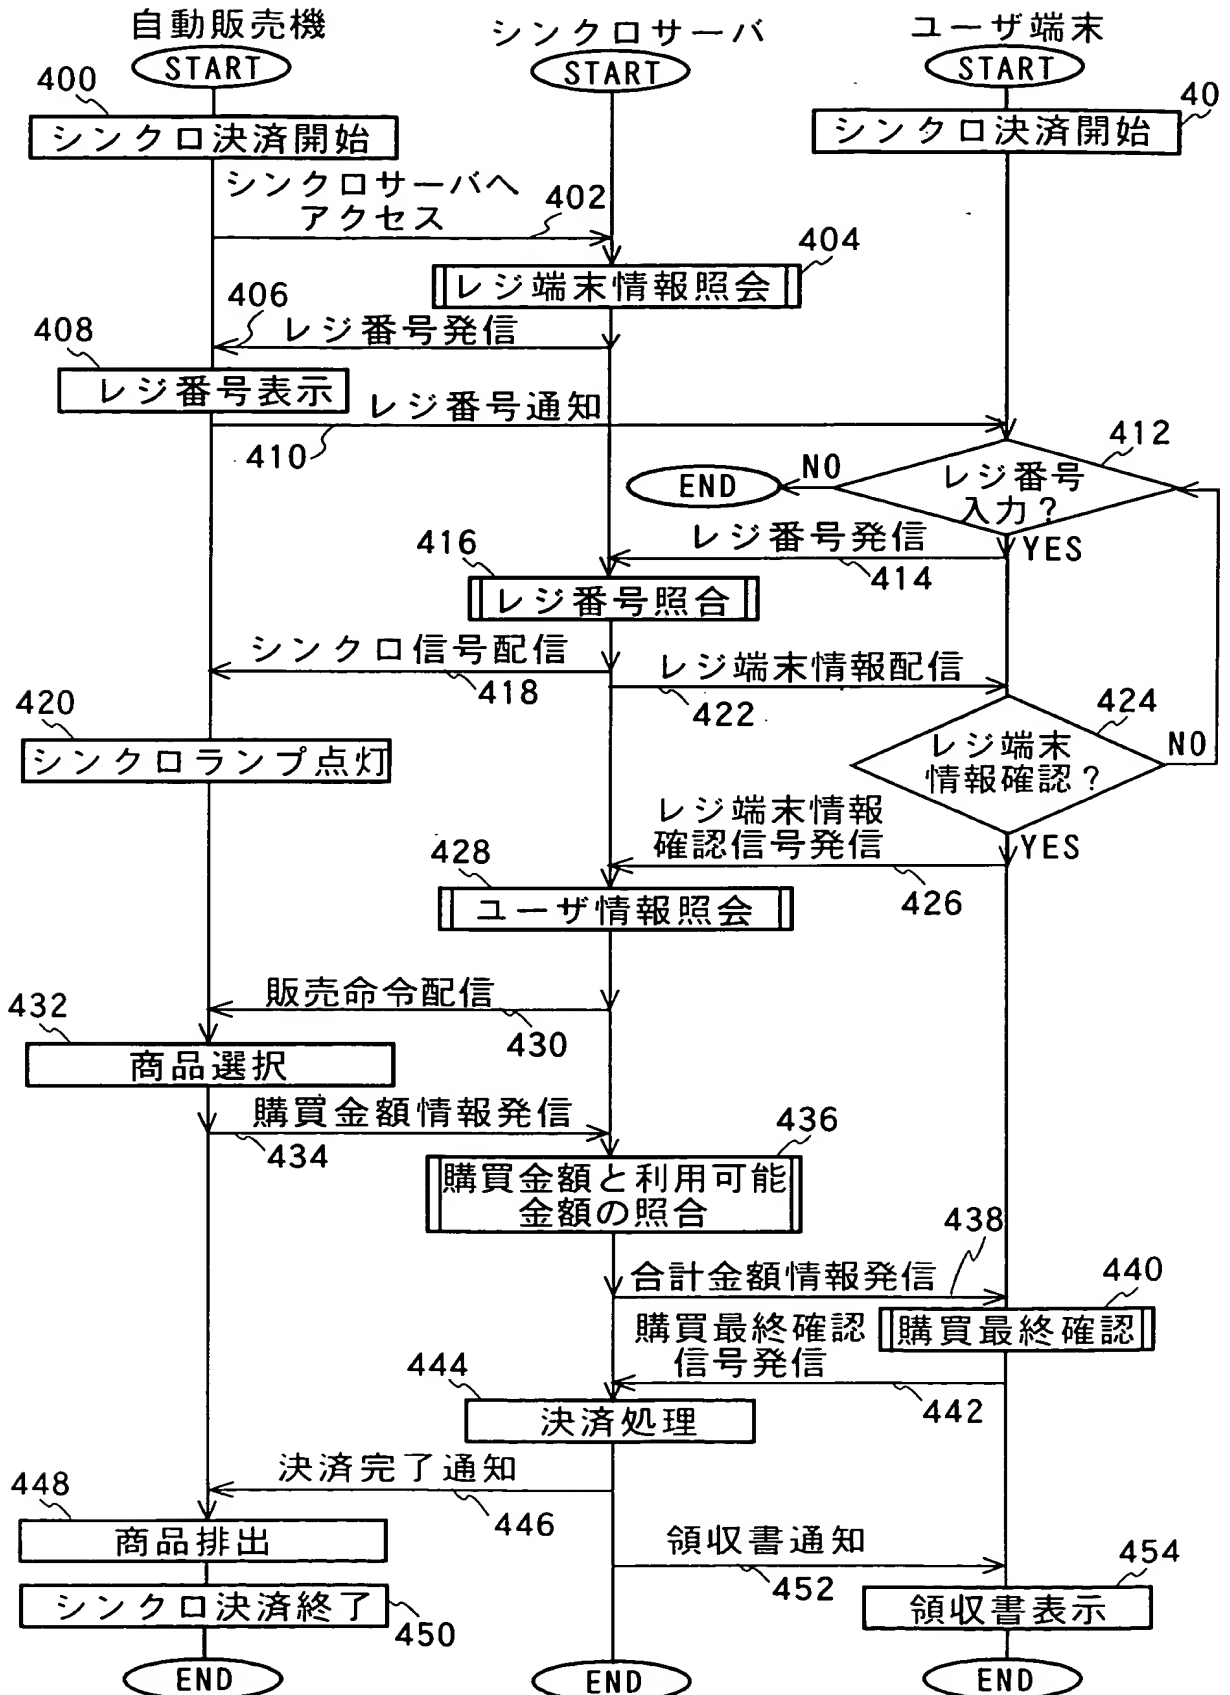 自動販売機
シンクロサーバ
ユーザ端末
START
START
START
400
シンクロ決済開始
40
シンクロ決済開始
シンクロサーバへ
アクセス
402
404
レジ端末情報照会
406
レジ番号発信
408
レジ番号表示
レジ番号通知
410
412
レジ番号
入力?
NO
END
YES
レジ番号発信
414
416
レジ番号照合
シンクロ信号配信
418
レジ端末情報配信
422
420
シンクロランプ点灯
424
レジ端末
情報確認?
NO
YES
レジ端末情報
確認信号発信
426
428
ユーザ情報照会
販売命令配信
430
432
商品選択
購買金額情報発信
434
436
購買金額と利用可能
金額の照合
438
合計金額情報発信
440
購買最終確認
購買最終確認
信号発信
442
444
決済処理
決済完了通知
446
448
商品排出
領収書通知
452
454
領収書表示
シンクロ決済終了
450
END
END
END